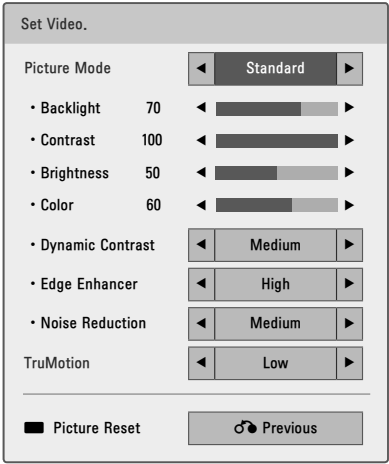 Set Video.
Picture Mode Standard
• Backlight 70
• Contrast 100
• Brightness 50
• Color 60
• Dynamic Contrast Medium
• Edge Enhancer High
• Noise Reduction Medium
TruMotion Low
Picture Reset Previous